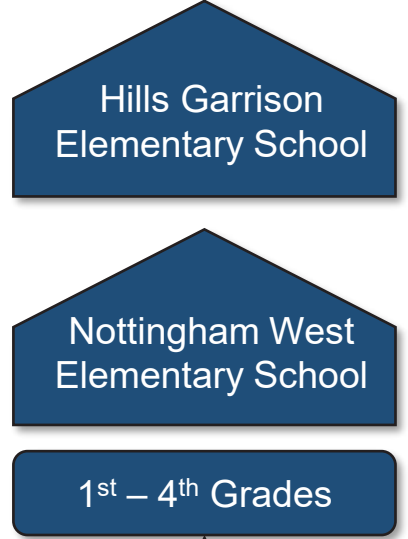 Hills Garrison
Elementary School
Nottingham West
Elementary School
1st – 4th Grades